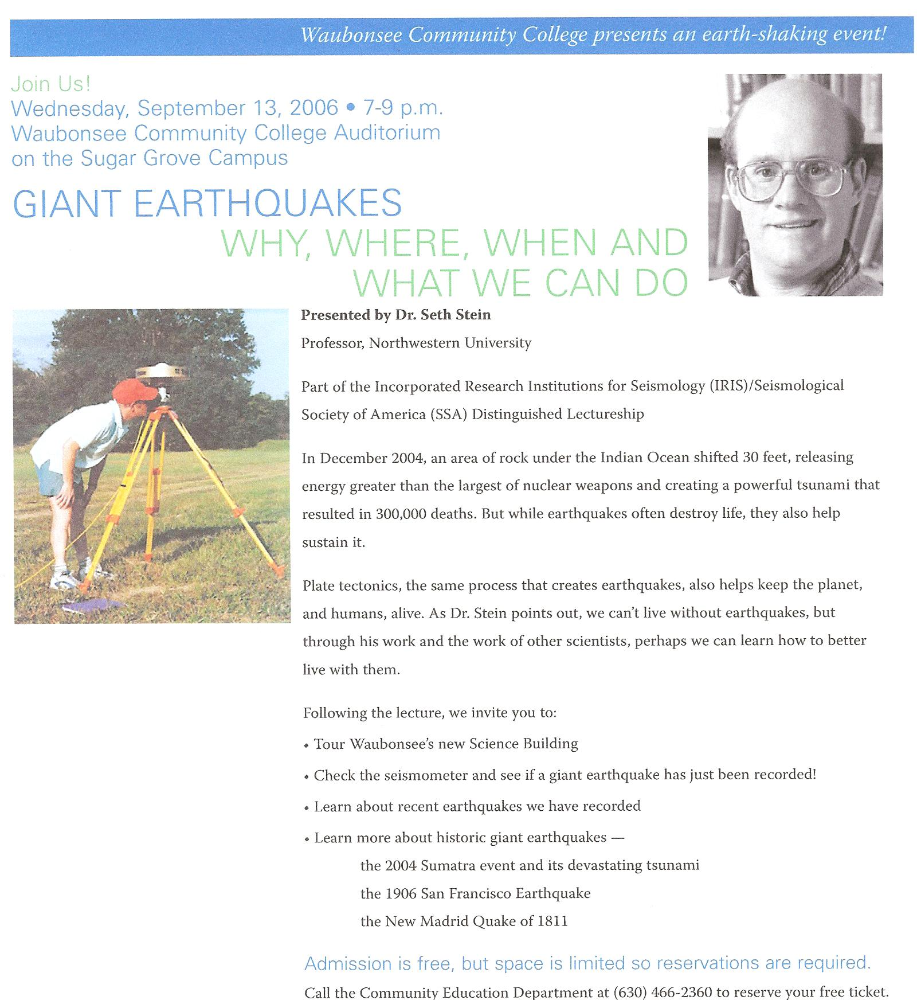 Waubonsee Community College presents an earth-shaking event!
Join Us!
Wednesday, September 13, 2006 • 7-9 p.m.
Waubonsee Community College Auditorium
on the Sugar Grove Campus
GIANT EARTHQUAKES
WHY, WHERE, WHEN AND
WHAT WE CAN DO
Presented by Dr. Seth Stein
Professor, Northwestern University
Part of the Incorporated Research Institutions for Seismology (IRIS)/Seismological
Society of America (SSA) Distinguished Lectureship
In December 2004, an area of rock under the Indian Ocean shifted 30 feet, releasing
energy greater than the largest of nuclear weapons and creating a powerful tsunami that
resulted in 300,000 deaths. But while earthquakes often destroy life, they also help
sustain it.
Plate tectonics, the same process that creates earthquakes, also helps keep the planet,
and humans, alive. As Dr. Stein points out, we can't live without earthquakes, but
through his work and the work of other scientists, perhaps we can learn how to better
live with them.
Following the lecture, we invite you to:
• Tour Waubonsee's new Science Building
• Check the seismometer and see if a giant earthquake has just been recorded!
• Learn about recent earthquakes we have recorded
• Learn more about historic giant earthquakes —
the 2004 Sumatra event and its devastating tsunami
the 1906 San Francisco Earthquake
the New Madrid Quake of 1811
Admission is free, but space is limited so reservations are required.
Call the Community Education Department at (630) 466-2360 to reserve your free ticket.